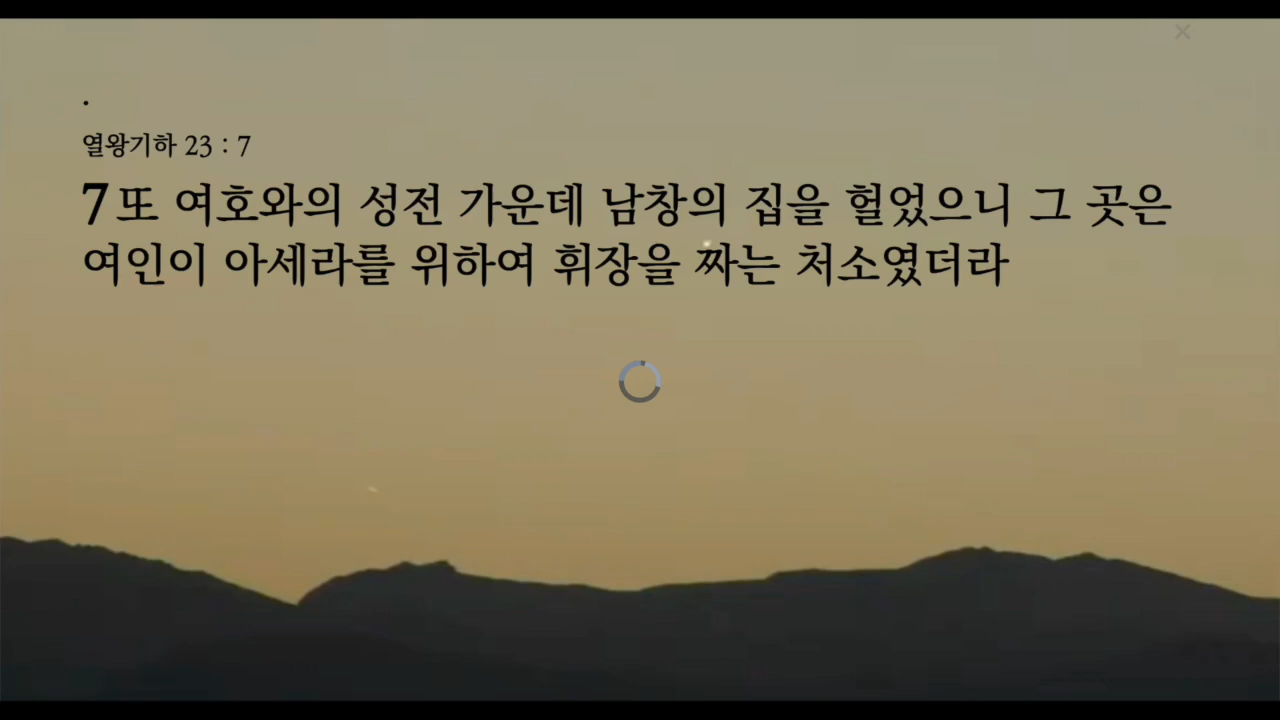 .
열왕기하 23 : 7
7 또 여호와의 성전 가운데 남창의 집을 헐었으니 그 곳은
여인이 아세라를 위하여 휘장을 짜는 처소였더라